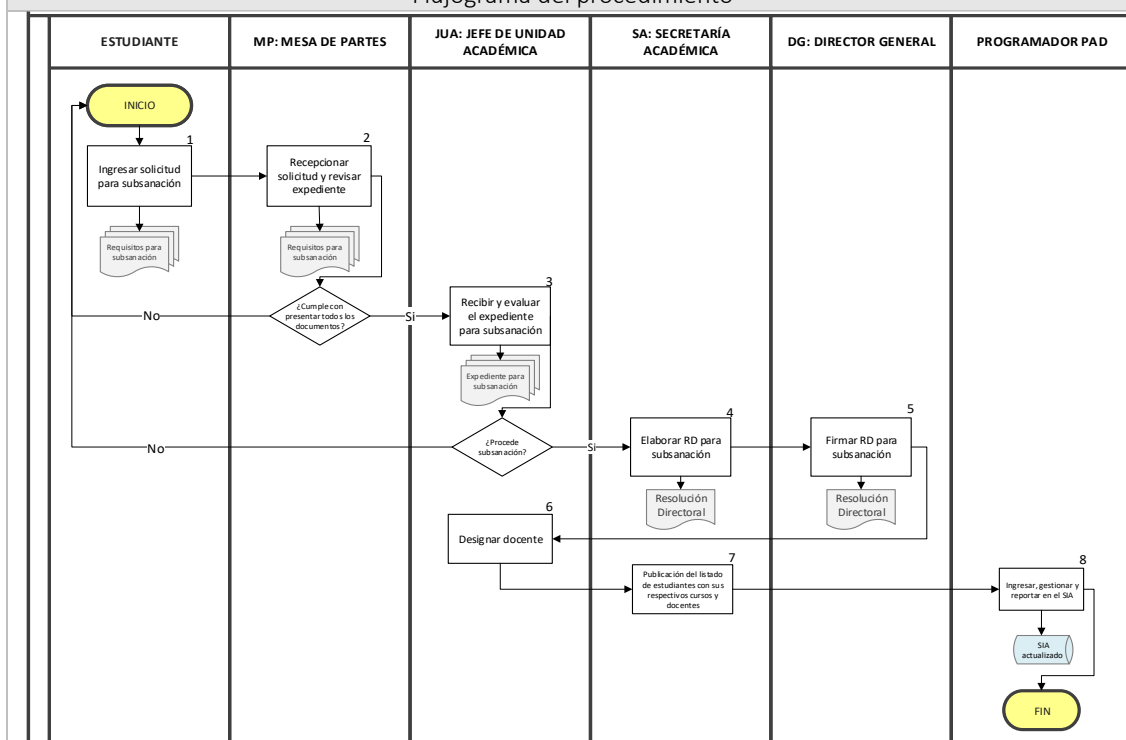 Flujograma del procedimiento
ESTUDIANTE
MP: MESA DE PARTES
JUA: JEFE DE UNIDAD
ACADÉMICA
SA: SECRETARÍA
ACADÉMICA
DG: DIRECTOR GENERAL
PROGRAMADOR PAD
INICIO
1
Ingresar solicitud
para subsanación
Requisitos para
subsanación
2
Recepcionar
solicitud y revisar
expediente
Requisitos para
subsanación
¿Cumple con
presentar todos los
documentos?
No
Si
3
Recibir y evaluar
el expediente
para subsanación
Expediente para
subsanación
¿Procede
subsanación?
No
Si
4
Elaborar RD para
subsanación
Resolución
Directoral
5
Firmar RD para
subsanación
Resolución
Directoral
6
Designar docente
7
Publicación del listado
de estudiantes con sus
respectivos cursos y
docentes
8
Ingresar, gestionar y
reportar en el SIA
SIA
actualizado
FIN